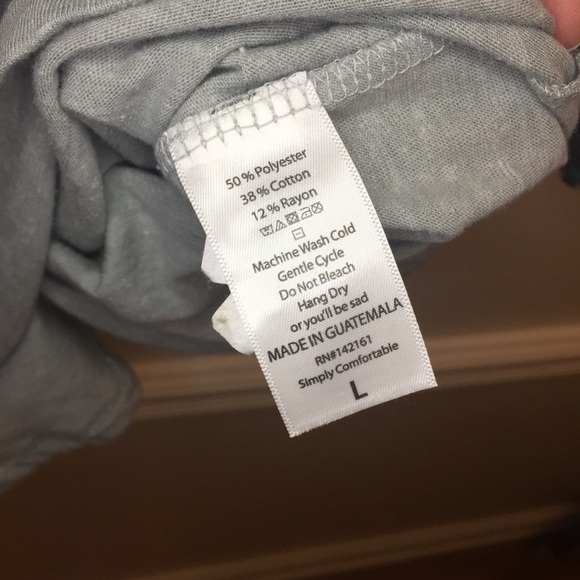 50 % Polyester
38 % Cotton
12 % Rayon
Machine Wash Cold
Gentle Cycle
Do Not Bleach
Hang Dry
or you'll be sad
MADE IN GUATEMALA
RN#142161
Simply Comfortable
L